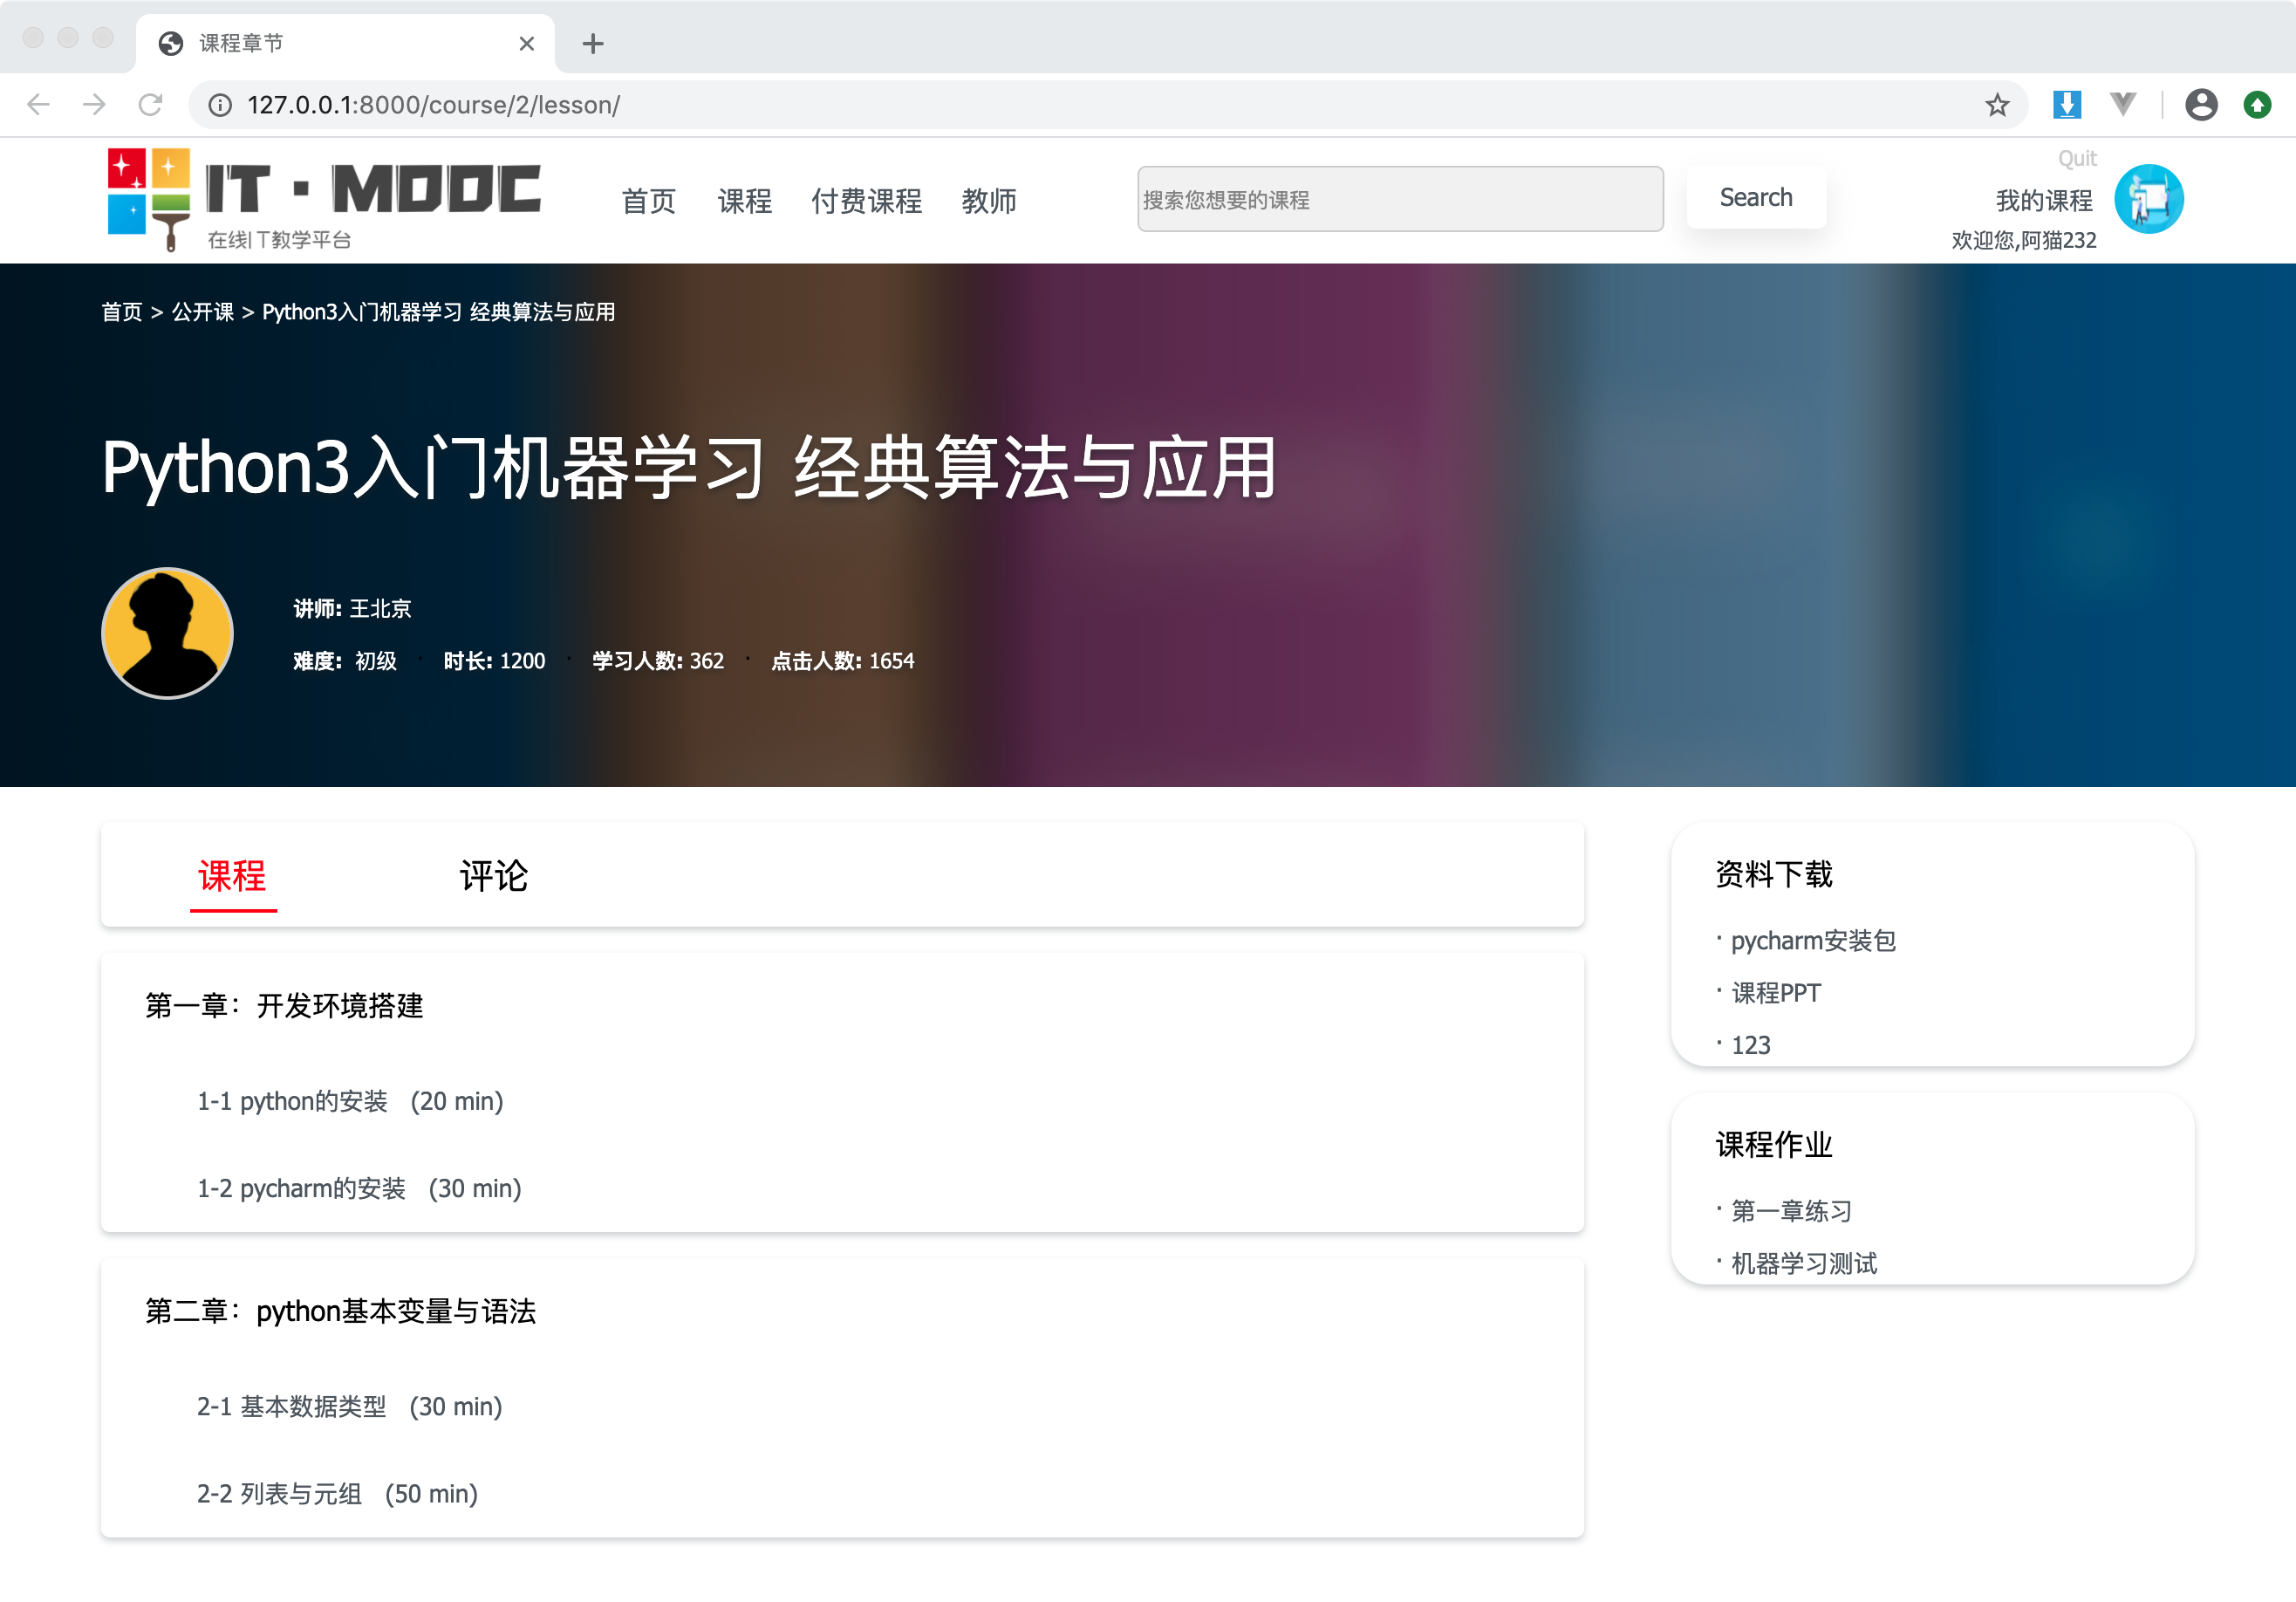 课程章节
127.0.0.1:8000/course/2/lesson/
IT·MOOC
在线IT教学平台
首页 课程 付费课程 教师
搜索您想要的课程
Search
Quit
我的课程
欢迎您,阿猫232
首页 > 公开课 > Python3入门机器学习 经典算法与应用
Python3入门机器学习 经典算法与应用
讲师: 王北京
难度: 初级 · 时长: 1200 · 学习人数: 362 · 点击人数: 1654
课程 评论
第一章：开发环境搭建
1-1 python的安装 (20 min)
1-2 pycharm的安装 (30 min)
第二章：python基本变量与语法
2-1 基本数据类型 (30 min)
2-2 列表与元组 (50 min)
资料下载
· pycharm安装包
· 课程PPT
· 123
课程作业
· 第一章练习
· 机器学习测试